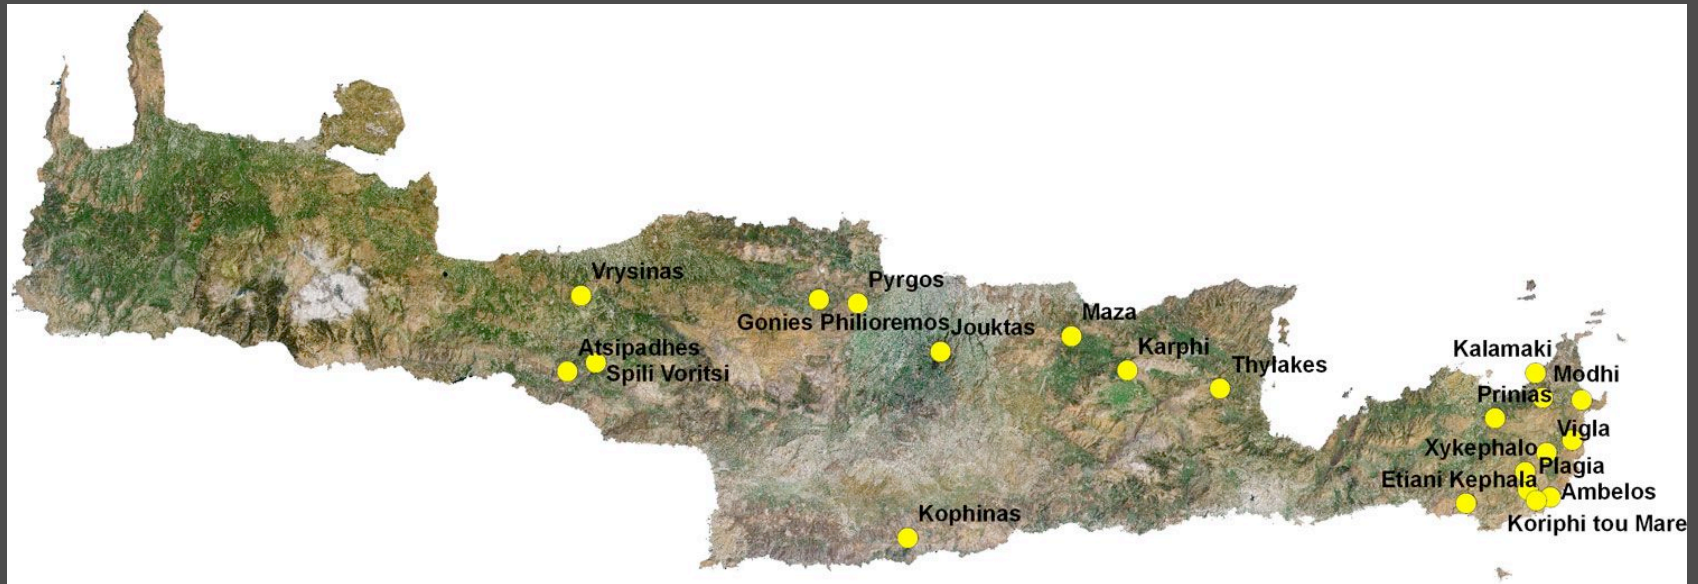 Vrysinas
Pyrgos
Gonies Philioremos
Jouktas
Maza
Atsipadhes
Karphi
Spili Voritsi
Thylakes
Kalamaki
Modhi
Prinias
Vigla
Xykephalo
Plagia
Etiani Kephala
Ambelos
Kophinas
Koriphi tou Mare